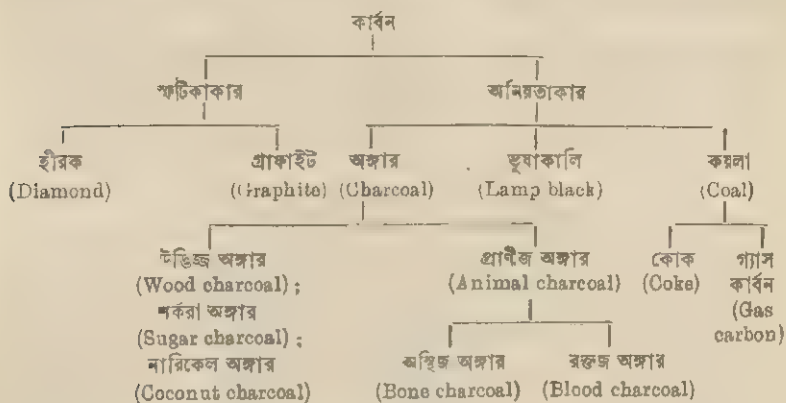 কার্বন
স্ফটিকাকার অনিয়তাকার
হীরক গ্রাফাইট অঙ্গার ভূষাকালি কয়লা
(Diamond) (Graphite) (Charcoal) (Lamp black) (Coal)
উদ্ভিজ্জ অঙ্গার প্রাণীজ অঙ্গার কোক গ্যাস
(Wood charcoal) ; (Animal charcoal) (Coke) কার্বন
শর্করা অঙ্গার (Gas
(Sugar charcoal) ; carbon)
নারিকেল অঙ্গার অস্থিজ অঙ্গার রক্তজ অঙ্গার
(Coconut charcoal) (Bone charcoal) (Blood charcoal)